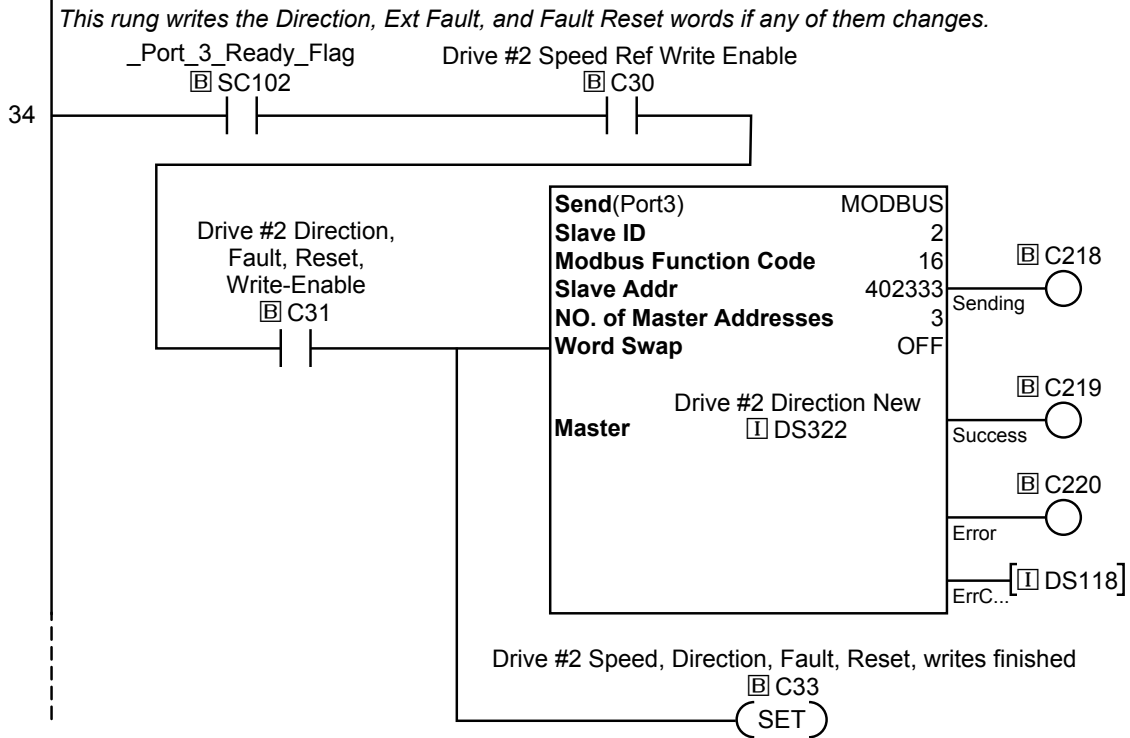 This rung writes the Direction, Ext Fault, and Fault Reset words if any of them changes.
_Port_3_Ready_Flag
B SC102
Drive #2 Speed Ref Write Enable
B C30
34
Drive #2 Direction,
Fault, Reset,
Write-Enable
B C31
Send(Port3) MODBUS
Slave ID 2
Modbus Function Code 16
Slave Addr 402333
NO. of Master Addresses 3
Word Swap OFF
Drive #2 Direction New
Master I DS322
B C218
Sending
B C219
Success
B C220
Error
I DS118
ErrC...
Drive #2 Speed, Direction, Fault, Reset, writes finished
B C33
SET